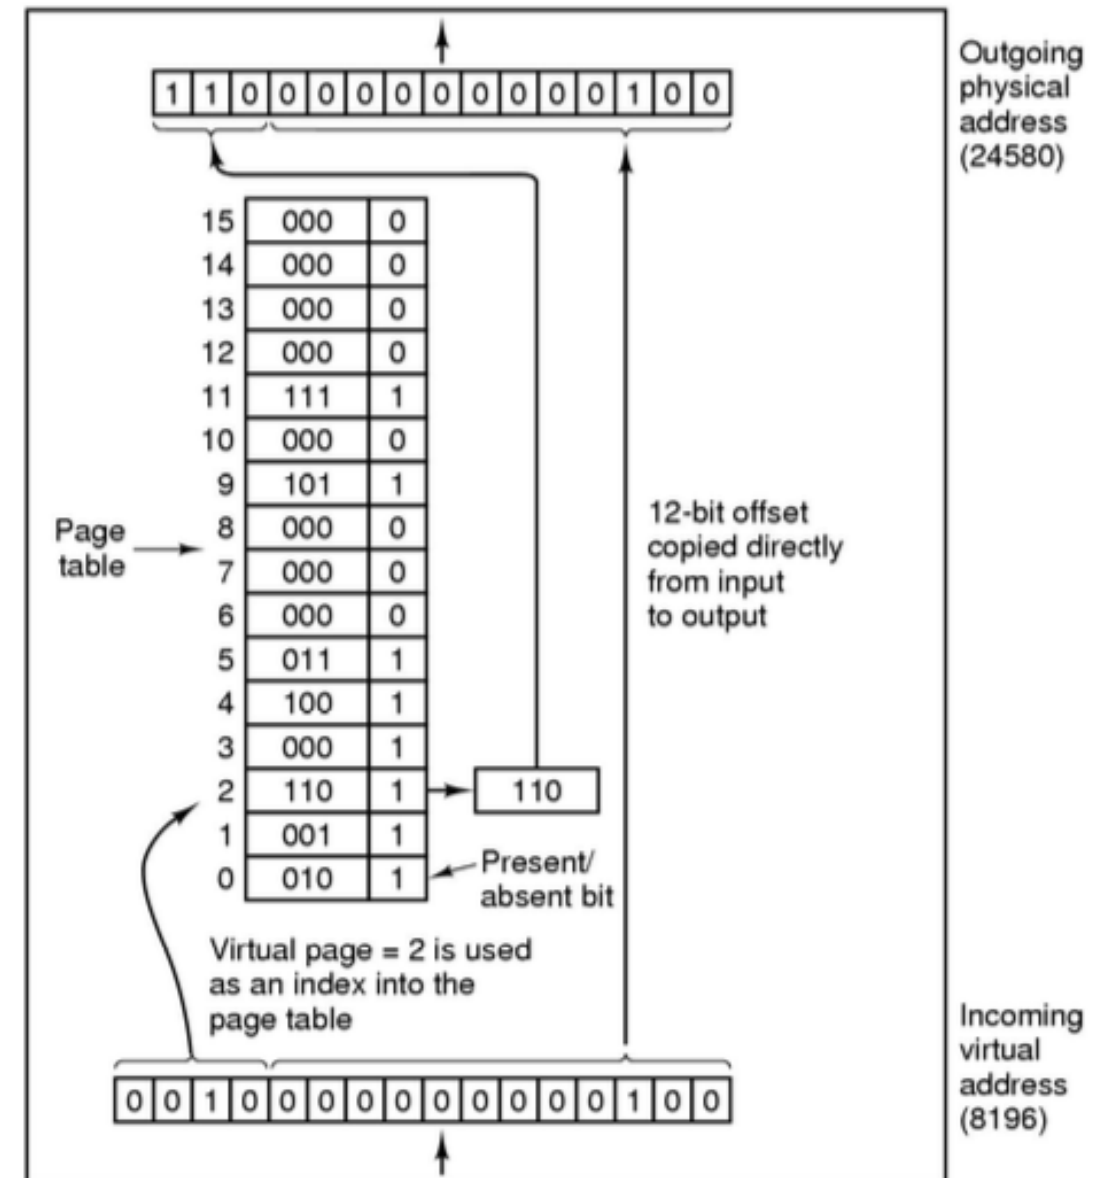 1 1 0 0 0 0 0 0 0 0 0 0 1 0 0
Outgoing
physical
address
(24580)
15 000 0
14 000 0
13 000 0
12 000 0
11 111 1
10 000 0
9 101 1
8 000 0
7 000 0
6 000 0
5 011 1
4 100 1
3 000 1
2 110 1
1 001 1
0 010 1
Page
table
110
12-bit offset
copied directly
from input
to output
Present/
absent bit
Virtual page = 2 is used
as an index into the
page table
0 0 1 0 0 0 0 0 0 0 0 0 0 1 0 0
Incoming
virtual
address
(8196)